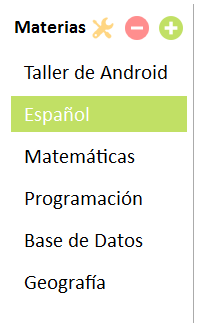 Materias
Taller de Android
Español
Matemáticas
Programación
Base de Datos
Geografía